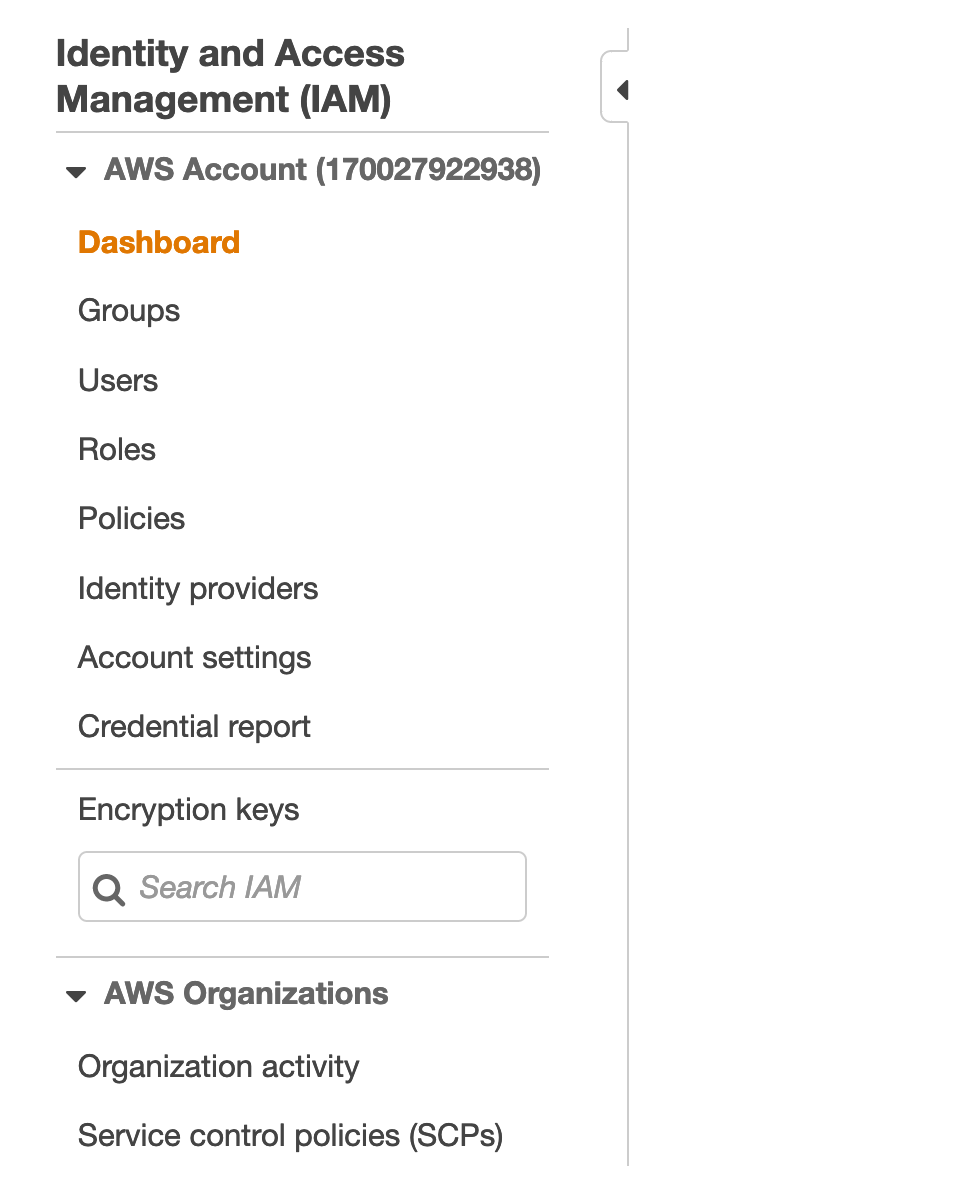 Identity and Access
Management (IAM)
AWS Account (170027922938)
Dashboard
Groups
Users
Roles
Policies
Identity providers
Account settings
Credential report
Encryption keys
Search IAM
AWS Organizations
Organization activity
Service control policies (SCPs)